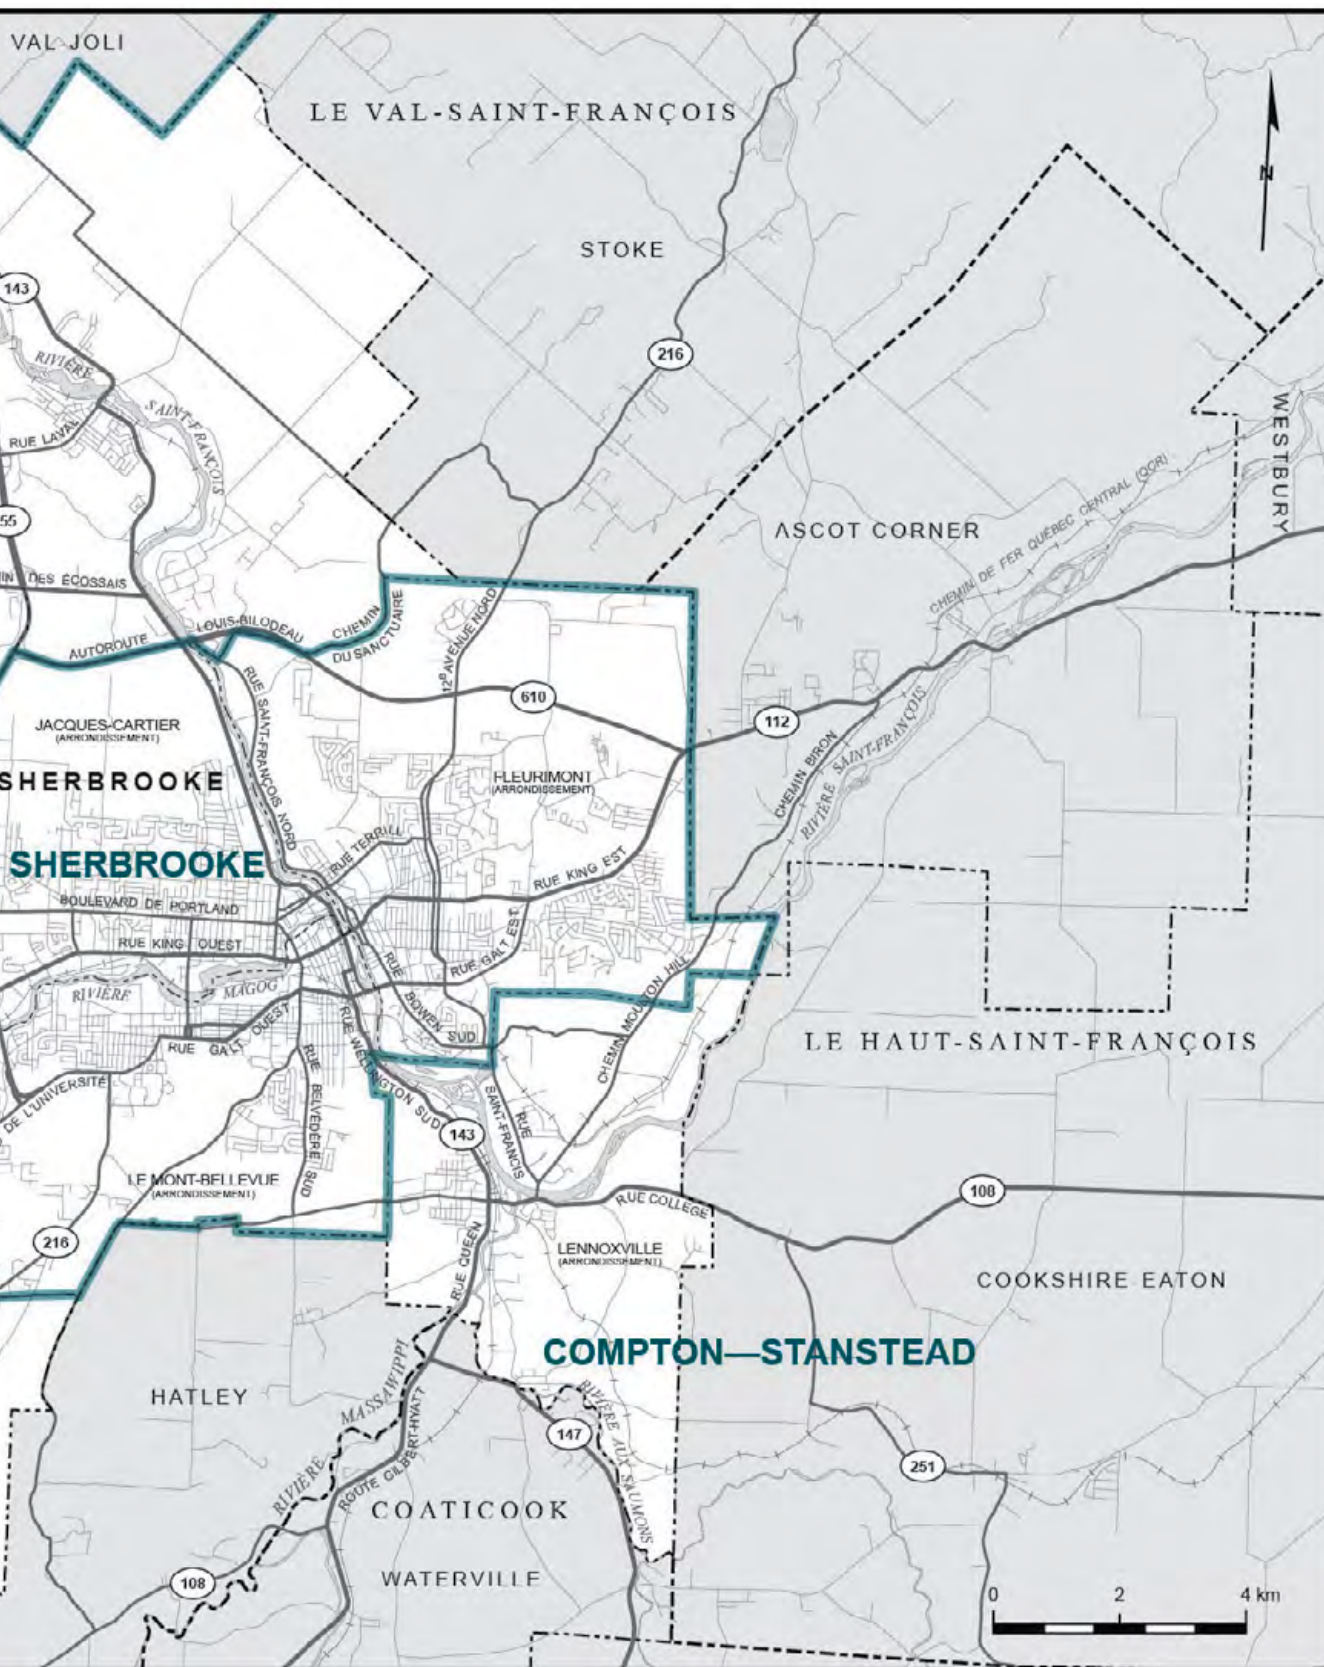 VAL JOLI
LE VAL-SAINT-FRANÇOIS
N
STOKE
143
216
RIVIÈRE
SAINT-FRANÇOIS
RUE LAVAL
WESTBURY
CHEMIN DE FER QUÉBEC CENTRAL (QCR)
55
ASCOT CORNER
DES ÉCOSSAIS
LOUIS-BILODEAU
CHEMIN
DU SANCTUAIRE
AUTOROUTE
12E AVENUE NORD
RUE SAINT-FRANÇOIS NORD
610
112
JACQUES-CARTIER
(ARRONDISSEMENT)
SHERBROOKE
FLEURIMONT
(ARRONDISSEMENT)
CHEMIN BIRON
RIVIÈRE SAINT-FRANÇOIS
RUE TERRILL
SHERBROOKE
RUE KING EST
BOULEVARD DE PORTLAND
RUE KING OUEST
RUE GALT EST
RIVIÈRE MAGOG
RUE BOWEN SUD
CHEMIN MOULTON HILL
RUE GALT OUEST
RUE WELLINGTON SUD
LE HAUT-SAINT-FRANÇOIS
DE L'UNIVERSITÉ
RUE BELVÉDÈRE SUD
RUE
SAINT-FRANCIS
143
LE MONT-BELLEVUE
(ARRONDISSEMENT)
108
RUE COLLEGE
216
RUE QUEEN
LENNOXVILLE
(ARRONDISSEMENT)
COOKSHIRE EATON
COMPTON—STANSTEAD
HATLEY
RIVIÈRE MASSAWIPPI
ROUTE GILBERT-HYATT
RIVIÈRE AUX SAUMONS
147
251
COATICOOK
WATERVILLE
108
0 2 4 km